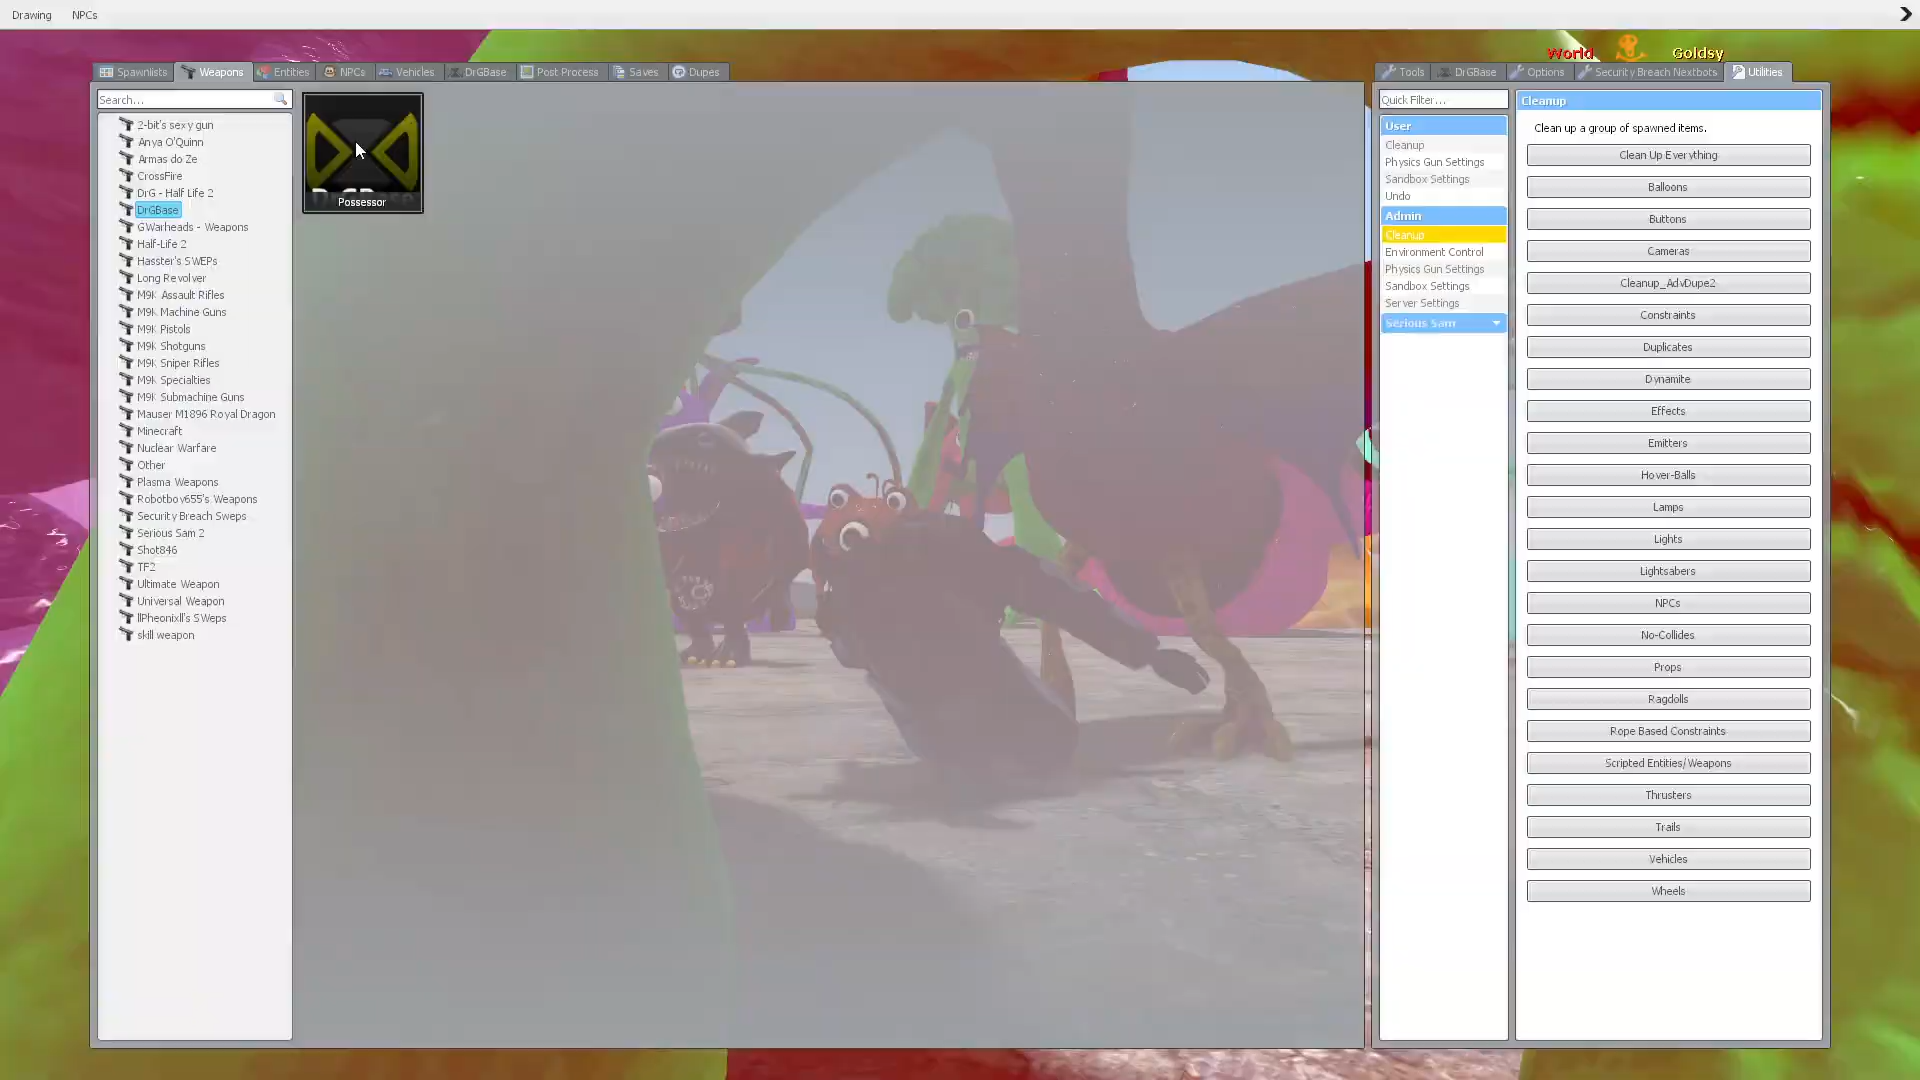 Drawing NPCs
World Goldsy
Spawnlists Weapons Entities NPCs Vehicles DrGBase Post Process Saves Dupes
Tools DrGBase Options Security Breach Nextbots Utilities
Search...
2-bit's sexy gun
Anya O'Quinn
Armas do Ze
CrossFire
DrG - Half Life 2
DrGBase
GWarheads - Weapons
Half-Life 2
Hasster's SWEPs
Long Revolver
M9K Assault Rifles
M9K Machine Guns
M9K Pistols
M9K Shotguns
M9K Sniper Rifles
M9K Specialties
M9K Submachine Guns
Mauser M1896 Royal Dragon
Minecraft
Nuclear Warfare
Other
Plasma Weapons
Robotboy655's Weapons
Security Breach Sweps
Serious Sam 2
Shot846
TF2
Ultimate Weapon
Universal Weapon
llPheonixll's SWeps
skill weapon
DrGBase
Possessor
Quick Filter...
User
Cleanup
Physics Gun Settings
Sandbox Settings
Undo
Admin
Cleanup
Environment Control
Physics Gun Settings
Sandbox Settings
Server Settings
Serious Sam
Cleanup
Clean up a group of spawned items.
Clean Up Everything
Balloons
Buttons
Cameras
Cleanup_AdvDupe2
Constraints
Duplicates
Dynamite
Effects
Emitters
Hover-Balls
Lamps
Lights
Lightsabers
NPCs
No-Collides
Props
Ragdolls
Rope Based Constraints
Scripted Entities/Weapons
Thrusters
Trails
Vehicles
Wheels